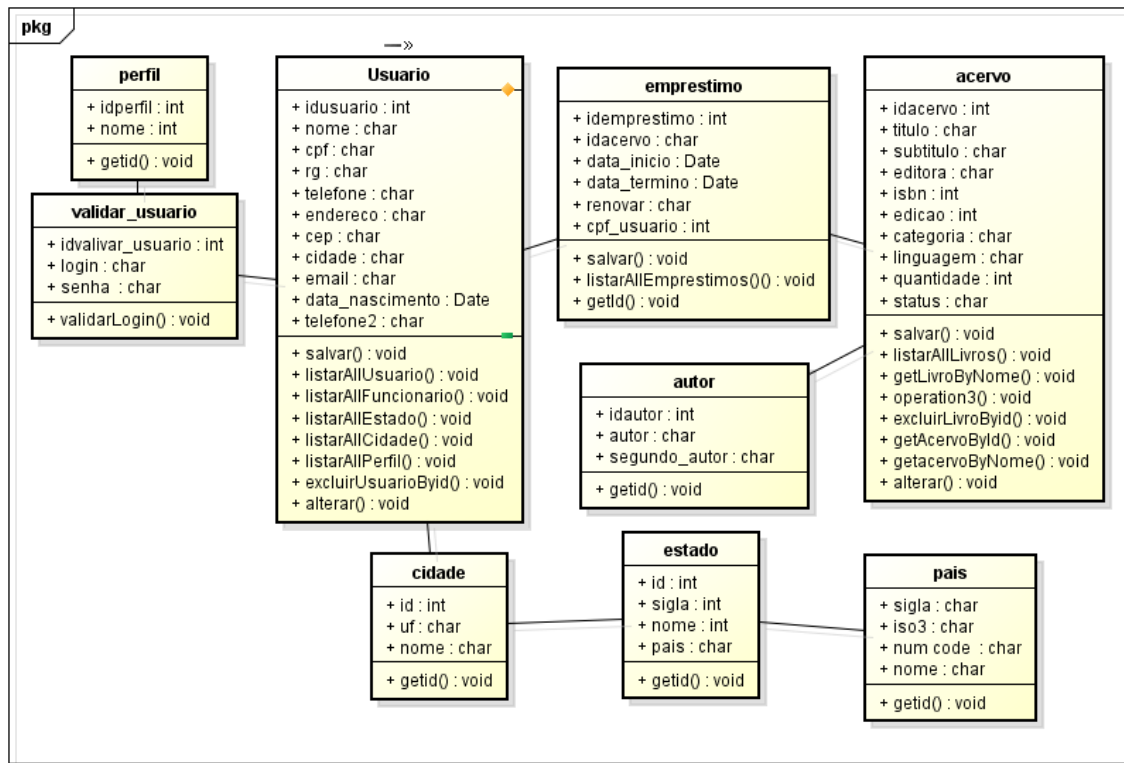 pkg
perfil
+ idperfil : int
+ nome : int
+ getid() : void
validar_usuario
+ idvalivar_usuario : int
+ login : char
+ senha : char
+ validarLogin() : void
Usuario
+ idusuario : int
+ nome : char
+ cpf : char
+ rg : char
+ telefone : char
+ endereco : char
+ cep : char
+ cidade : char
+ email : char
+ data_nascimento : Date
+ telefone2 : char
+ salvar() : void
+ listarAllUsuario() : void
+ listarAllFuncionario() : void
+ listarAllEstado() : void
+ listarAllCidade() : void
+ listarAllPerfil() : void
+ excluirUsuarioByid() : void
+ alterar() : void
emprestimo
+ idemprestimo : int
+ idacervo : char
+ data_inicio : Date
+ data_termino : Date
+ renovar : char
+ cpf_usuario : int
+ salvar() : void
+ listarAllEmprestimos()() : void
+ getId() : void
acervo
+ idacervo : int
+ titulo : char
+ subtitulo : char
+ editora : char
+ isbn : int
+ edicao : int
+ categoria : char
+ linguagem : char
+ quantidade : int
+ status : char
+ salvar() : void
+ listarAllLivros() : void
+ getLivroByNome() : void
+ operation3() : void
+ excluirLivroByid() : void
+ getAcervoById() : void
+ getacervoByNome() : void
+ alterar() : void
autor
+ idautor : int
+ autor : char
+ segundo_autor : char
+ getid() : void
cidade
+ id : int
+ uf : char
+ nome : char
+ getid() : void
estado
+ id : int
+ sigla : int
+ nome : int
+ pais : char
+ getid() : void
pais
+ sigla : char
+ iso3 : char
+ num code : char
+ nome : char
+ getid() : void